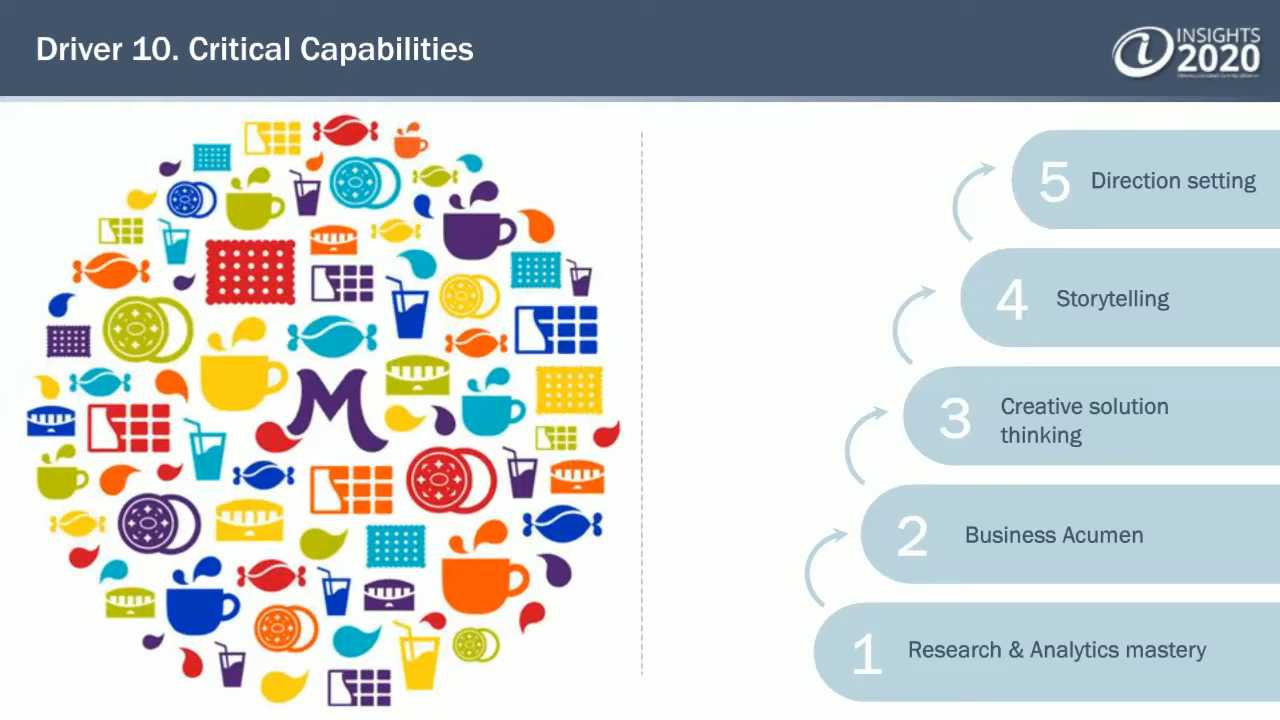 Driver 10. Critical Capabilities
INSIGHTS
2020
M
5 Direction setting
4 Storytelling
3 Creative solution
thinking
2 Business Acumen
1 Research & Analytics mastery